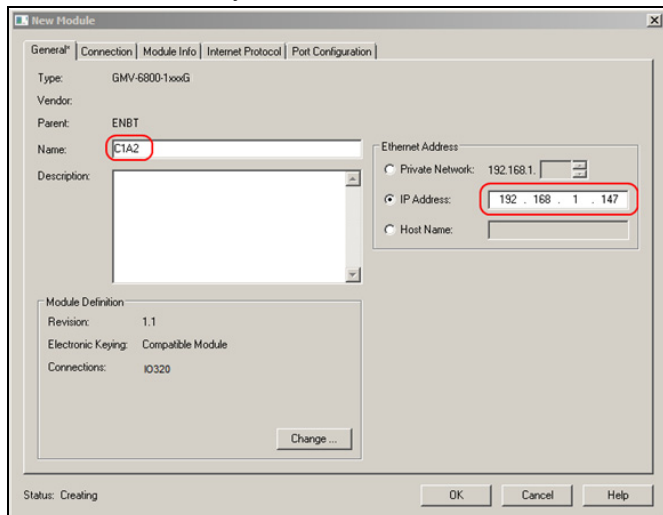 New Module
General* Connection Module Info Internet Protocol Port Configuration
Type: GMV-6800-1xxxG
Vendor:
Parent: ENBT
Name: C1A2
Description:
Ethernet Address
Private Network: 192.168.1.
IP Address: 192 . 168 . 1 . 147
Host Name:
Module Definition
Revision: 1.1
Electronic Keying: Compatible Module
Connections: IO320
Change ...
Status: Creating
OK Cancel Help